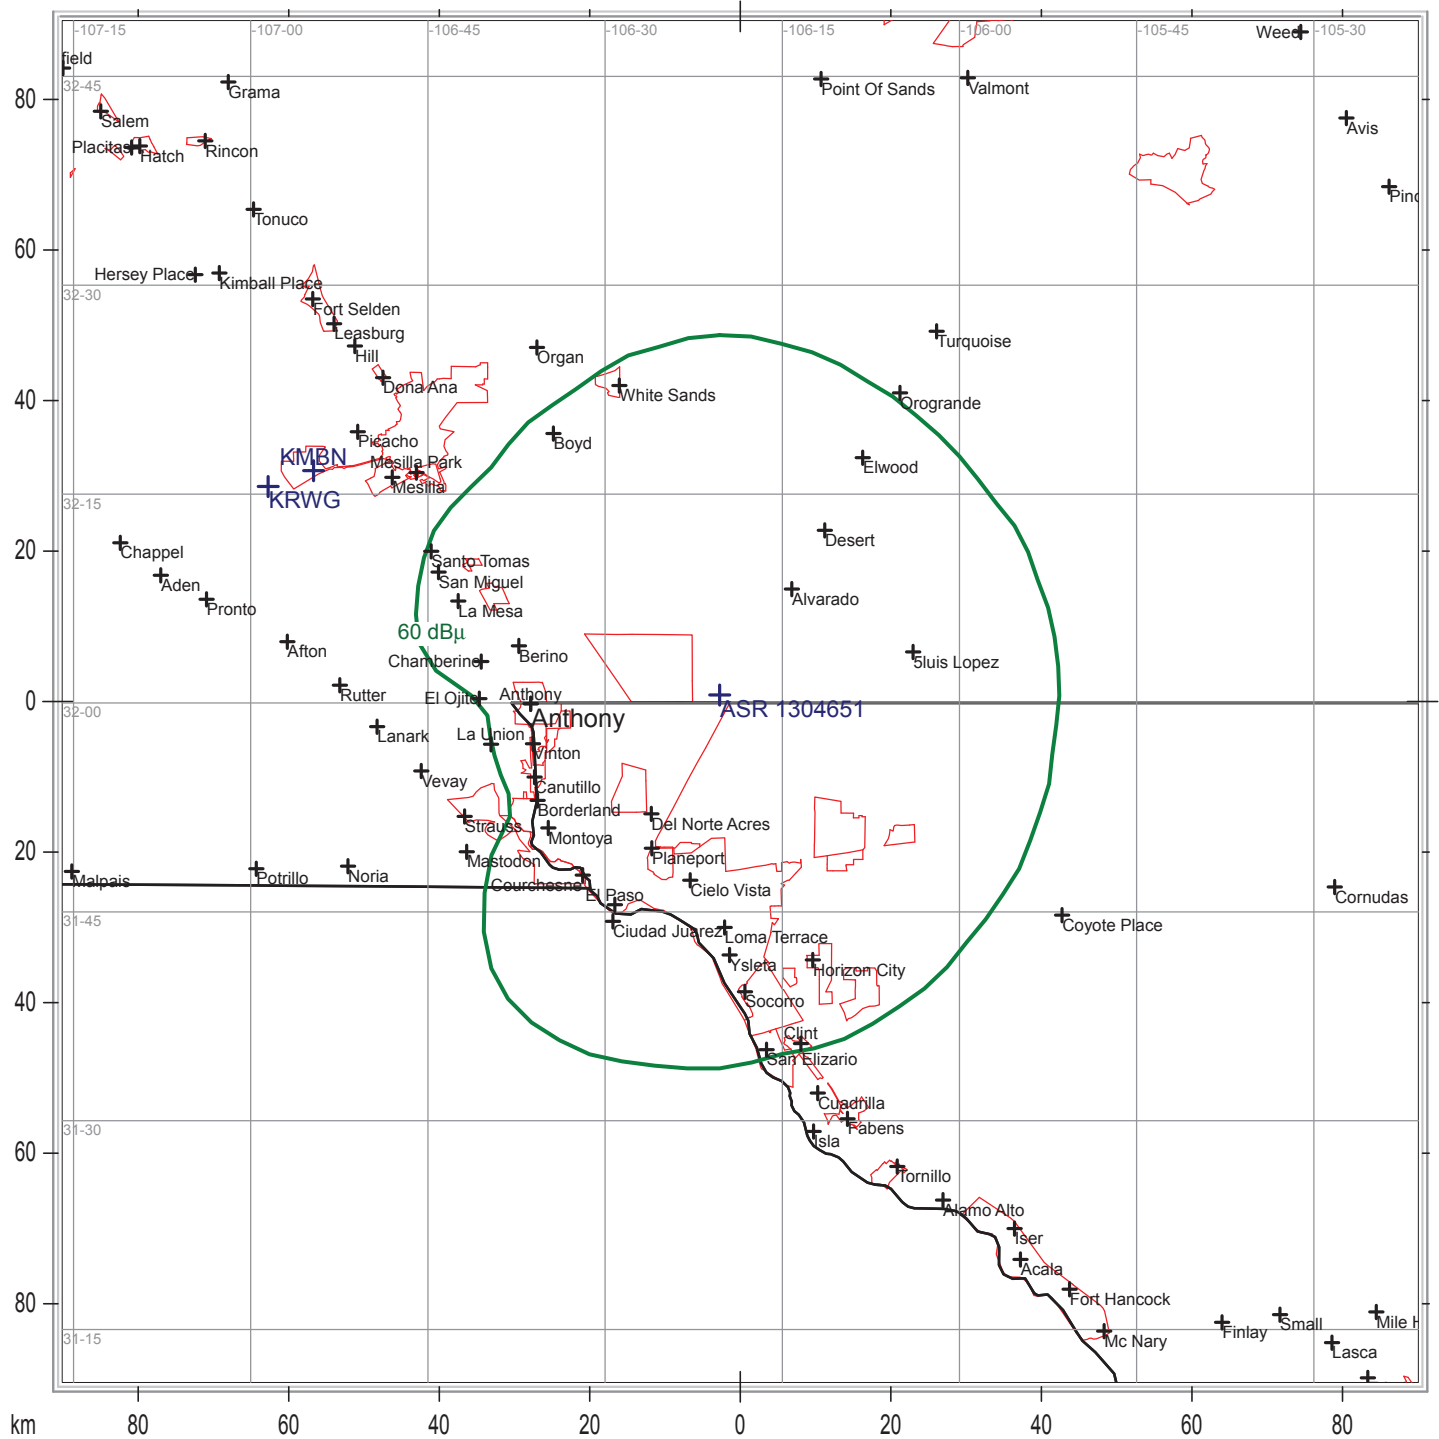 -107-15 -107-00 -106-45 -106-30 -106-15 -106-00 -105-45 -105-30
Weed
field
32-45
Grama
Point Of Sands
Valmont
80
Salem
Avis
Placitas
Hatch
Rincon
Pind
Tonuco
60
Hersey Place
Kimball Place
32-30
Fort Selden
Leasburg
Turquoise
Hill
Organ
Dona Ana
White Sands
40
Orogrande
Picacho
Boyd
KMBN
Mesilla Park
Elwood
Mesilla
KRWG
32-15
Desert
20
Chappel
Santo Tomas
San Miguel
Aden
Alvarado
Pronto
La Mesa
60 dBµ
Afton
Berino
Chamberino
5luis Lopez
Rutter
El Ojito
Anthony
0
32-00
ASR 1304651
Anthony
Lanark
La Union
Vinton
Vevay
Canutillo
Borderland
Strauss
Del Norte Acres
Montoya
20
Mastodon
Planeport
Malpais
Potrillo
Noria
Courchesne
Cielo Vista
El Paso
Cornudas
31-45
Ciudad Juarez
Coyote Place
Loma Terrace
Ysleta
Horizon City
40
Socorro
Clint
San Elizario
Cuadrilla
31-30
Fabens
Isla
60
Tornillo
Alamo Alto
Iser
Acala
80
Fort Hancock
31-15
Mc Nary
Finlay
Small
Mile H
Lasca
km 80 60 40 20 0 20 40 60 80